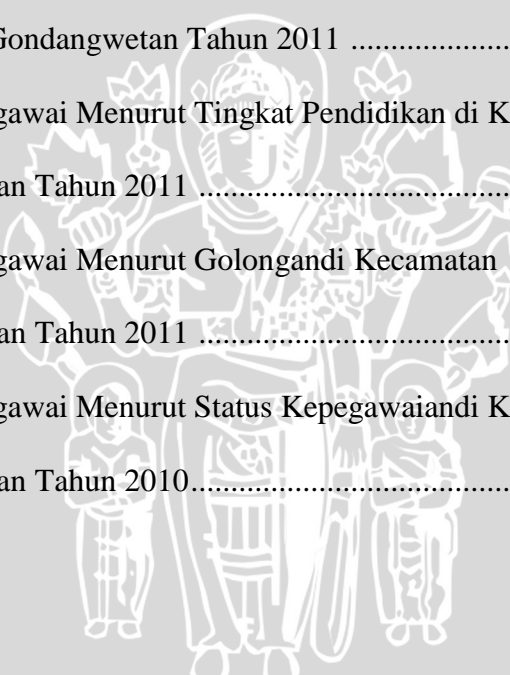 Gondangwetan Tahun 2011 ......................
gawai Menurut Tingkat Pendidikan di K
an Tahun 2011 ...........................................
gawai Menurut Golongandi Kecamatan
an Tahun 2011 ...........................................
gawai Menurut Status Kepegawaiandi K
an Tahun 2010............................................